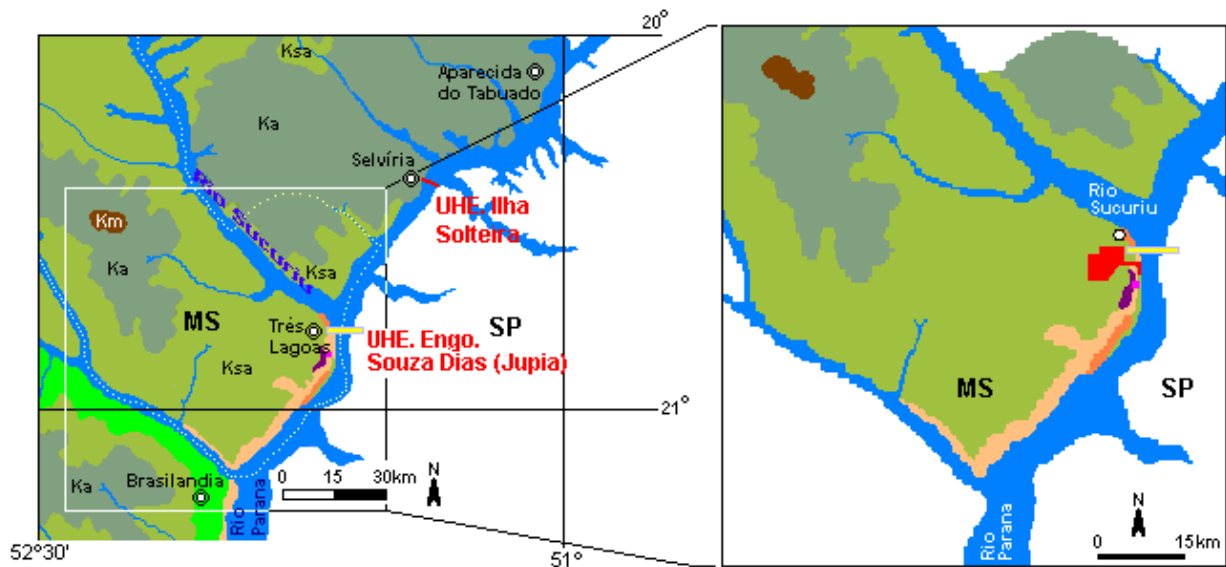 20°
Ksa
Aparecida
do Tabuado
Ka
Selvíria
UHE. Ilha
Solteira
Rio Sucuriu
Km
Ka
Ksa
MS
SP
Trés
Lagoas
UHE. Engo.
Souza Dias (Jupia)
Ksa
21°
0 15 30km
N
Brasilandia
Ka
Rio
Parana
52°30'
51°
Rio
Sucuriu
MS
SP
N
0 15km
Rio
Parana